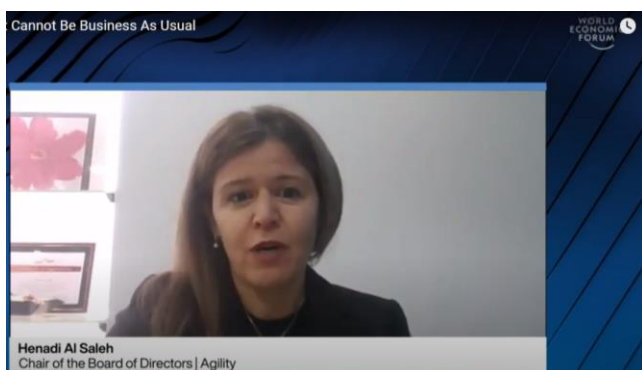 Cannot Be Business As Usual
WORLD
ECONOMIC
FORUM
Henadi Al Saleh
Chair of the Board of Directors | Agility